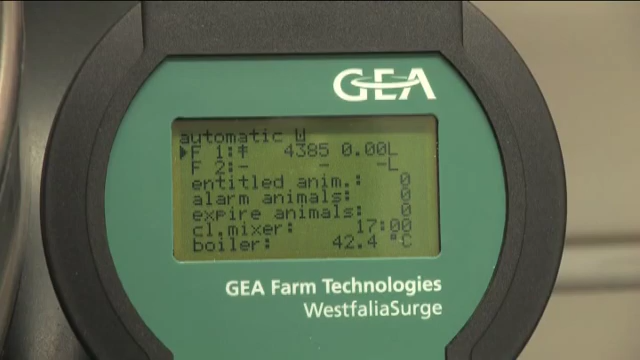 GEA
automatic W
F 1:‡ 4385 0.00L
F 2:- - -L
entitled anim.: 0
alarm animals: 0
expire animals: 0
cl.mixer: 17:00
boiler: 42.4 °C
GEA Farm Technologies
WestfaliaSurge